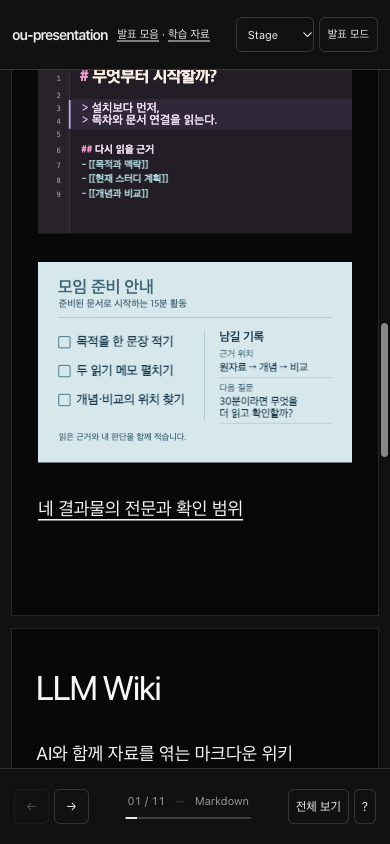 ou-presentation 발표 모음 · 학습 자료 Stage 발표 모드
1 # 무엇부터 시작할까?
2
3 > 설치보다 먼저,
4 > 목차와 문서 연결을 읽는다.
5
6 ## 다시 읽을 근거
7 - [[목적과 맥락]]
8 - [[현재 스터디 계획]]
9 - [[개념과 비교]]
모임 준비 안내
준비된 문서로 시작하는 15분 활동
목적을 한 문장 적기
두 읽기 메모 펼치기
개념·비교의 위치 찾기
남길 기록
근거 위치
원자료 → 개념 → 비교
다음 질문
30분이라면 무엇을
더 읽고 확인할까?
읽은 근거와 내 판단을 함께 적습니다.
네 결과물의 전문과 확인 범위
LLM Wiki
AI와 함께 자료를 엮는 마크다운 위키
← → 01 / 11 — Markdown 전체 보기 ?